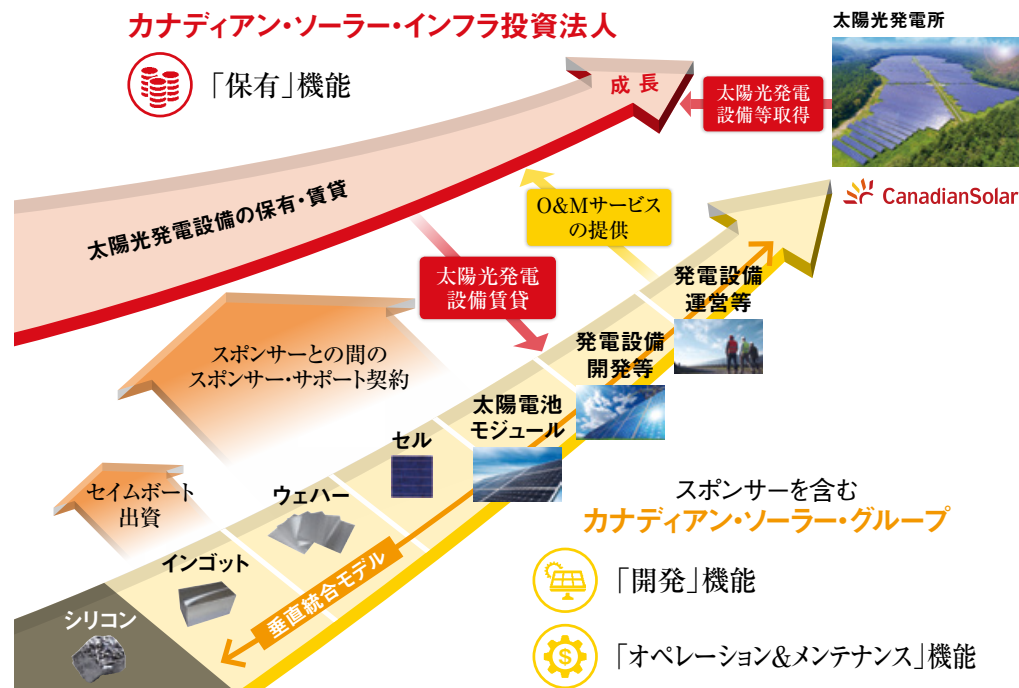 カナディアン・ソーラー・インフラ投資法人
「保有」機能
太陽光発電所
成長
太陽光発電
設備等取得
CanadianSolar
太陽光発電設備の保有・賃貸
O&Mサービス
の提供
太陽光発電
設備賃貸
発電設備
運営等
発電設備
開発等
スポンサーとの間の
スポンサー・サポート契約
太陽電池
モジュール
セル
ウェハー
セイムボート
出資
インゴット
シリコン
垂直統合モデル
スポンサーを含む
カナディアン・ソーラー・グループ
「開発」機能
$
「オペレーション&メンテナンス」機能